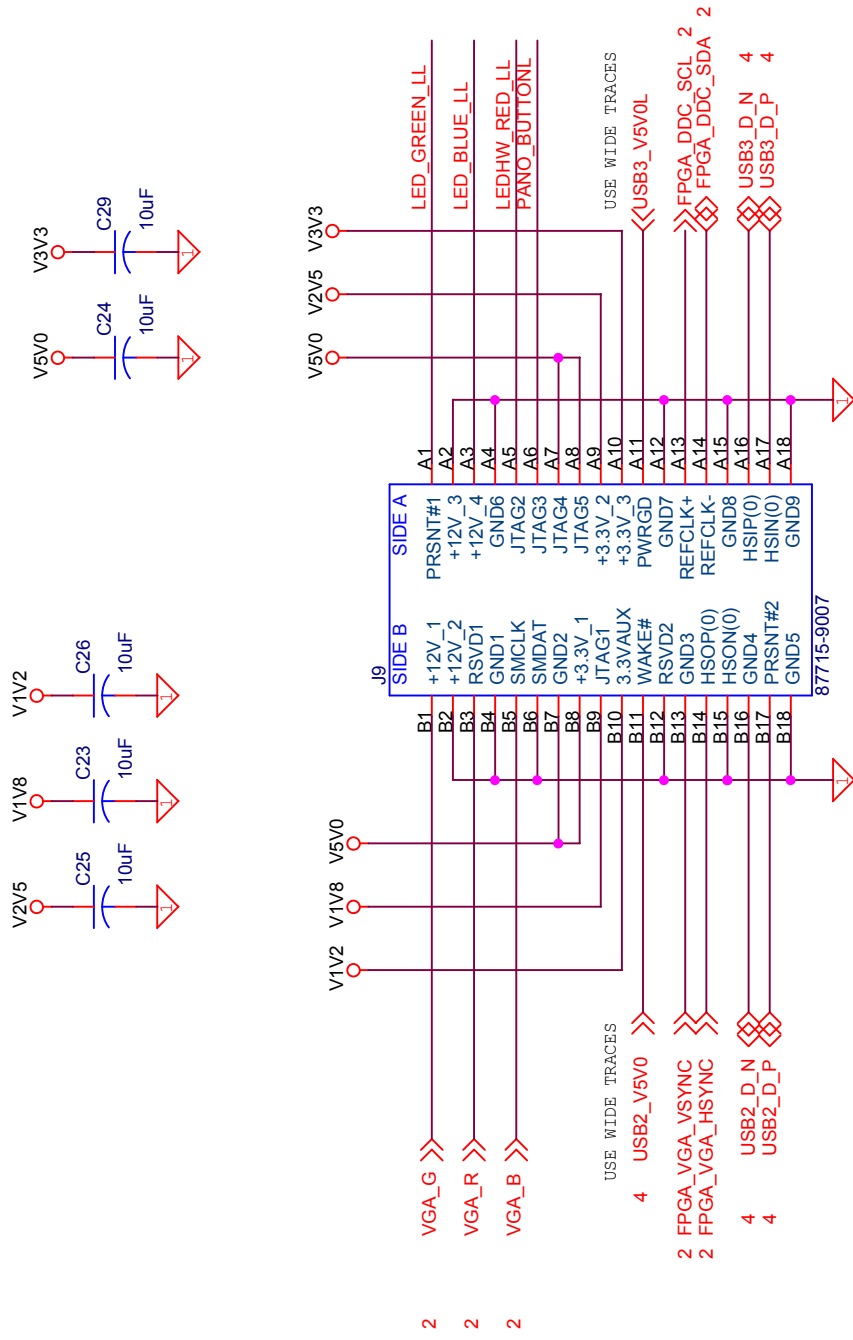 V3V3
C29
10uF
1
V5V0
C24
10uF
1
V1V2
C26
10uF
1
V1V8
C23
10uF
1
V2V5
C25
10uF
1
LED_GREEN_LL
LED_BLUE_LL
LEDHW_RED_LL
PANO_BUTTONL
V3V3
V2V5
V5V0
USE WIDE TRACES
USB3_V5V0L
FPGA_DDC_SCL 2
FPGA_DDC_SDA 2
USB3_D_N 4
USB3_D_P 4
A1
A2
A3
A4
A5
A6
A7
A8
A9
A10
A11
A12
A13
A14
A15
A16
A17
A18
1
SIDE A
PRSNT#1
+12V_3
+12V_4
GND6
JTAG2
JTAG3
JTAG4
JTAG5
+3.3V_2
+3.3V_3
PWRGD
GND7
REFCLK+
REFCLK-
GND8
HSIP(0)
HSIN(0)
GND9
J9
SIDE B
+12V_1
+12V_2
RSVD1
GND1
SMCLK
SMDAT
GND2
+3.3V_1
JTAG1
3.3VAUX
WAKE#
RSVD2
GND3
HSOP(0)
HSON(0)
GND4
PRSNT#2
GND5
87715-9007
B1
B2
B3
B4
B5
B6
B7
B8
B9
B10
B11
B12
B13
B14
B15
B16
B17
B18
1
V5V0
V1V8
V1V2
2 VGA_G
2 VGA_R
2 VGA_B
USE WIDE TRACES
4 USB2_V5V0
2 FPGA_VGA_VSYNC
2 FPGA_VGA_HSYNC
4 USB2_D_N
4 USB2_D_P